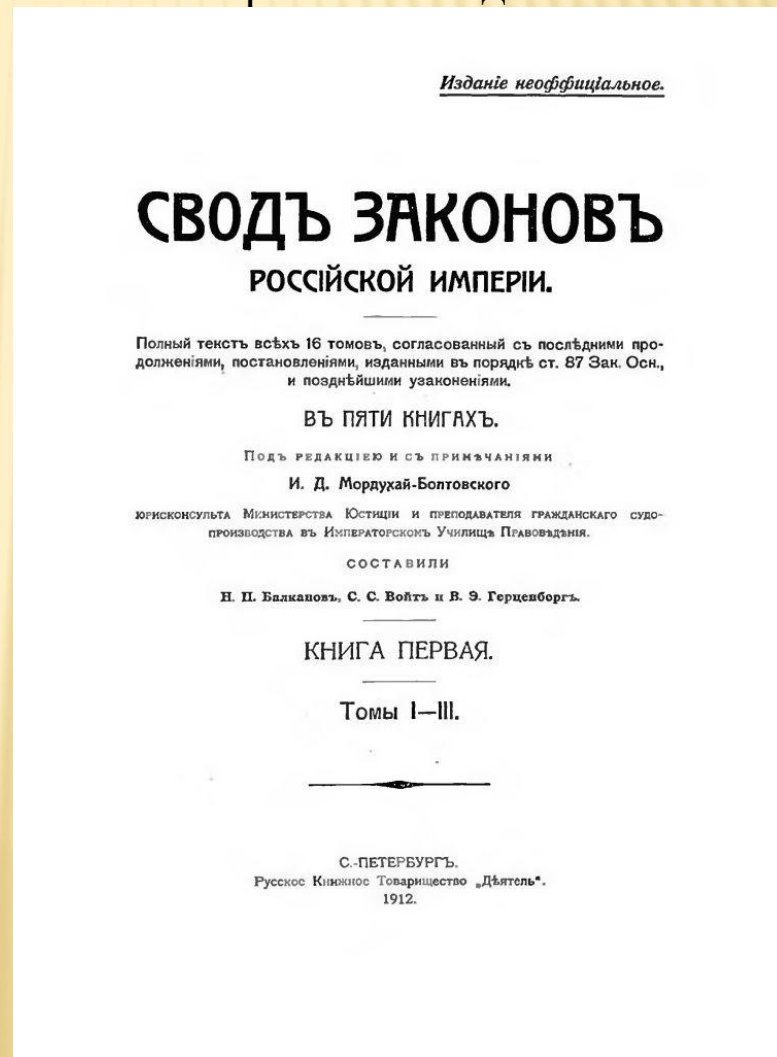 Изданіе неоффиціальное.
СВОДЪ ЗАКОНОВЪ
РОССІЙСКОЙ ИМПЕРІИ.
Полный текстъ всѣхъ 16 томовъ, согласованный съ послѣдними про-
долженіями, постановленіями, изданными въ порядкѣ ст. 87 Зак. Осн.,
и позднѣйшими узаконеніями.
ВЪ ПЯТИ КНИГАХЪ.
Подъ редакціею и съ примѣчаніями
И. Д. Мордухай-Болтовского
юрисконсульта Министерства Юстиціи и преподавателя гражданскаго судо-
производства въ Императорскомъ Училищѣ Правовѣдѣнія.
СОСТАВИЛИ
Н. П. Балкановъ, С. С. Войтъ и В. Э. Герценбергъ.
КНИГА ПЕРВАЯ.
Томы I—III.
С.-ПЕТЕРБУРГЪ.
Русское Книжное Товарищество „Дѣятель".
1912.